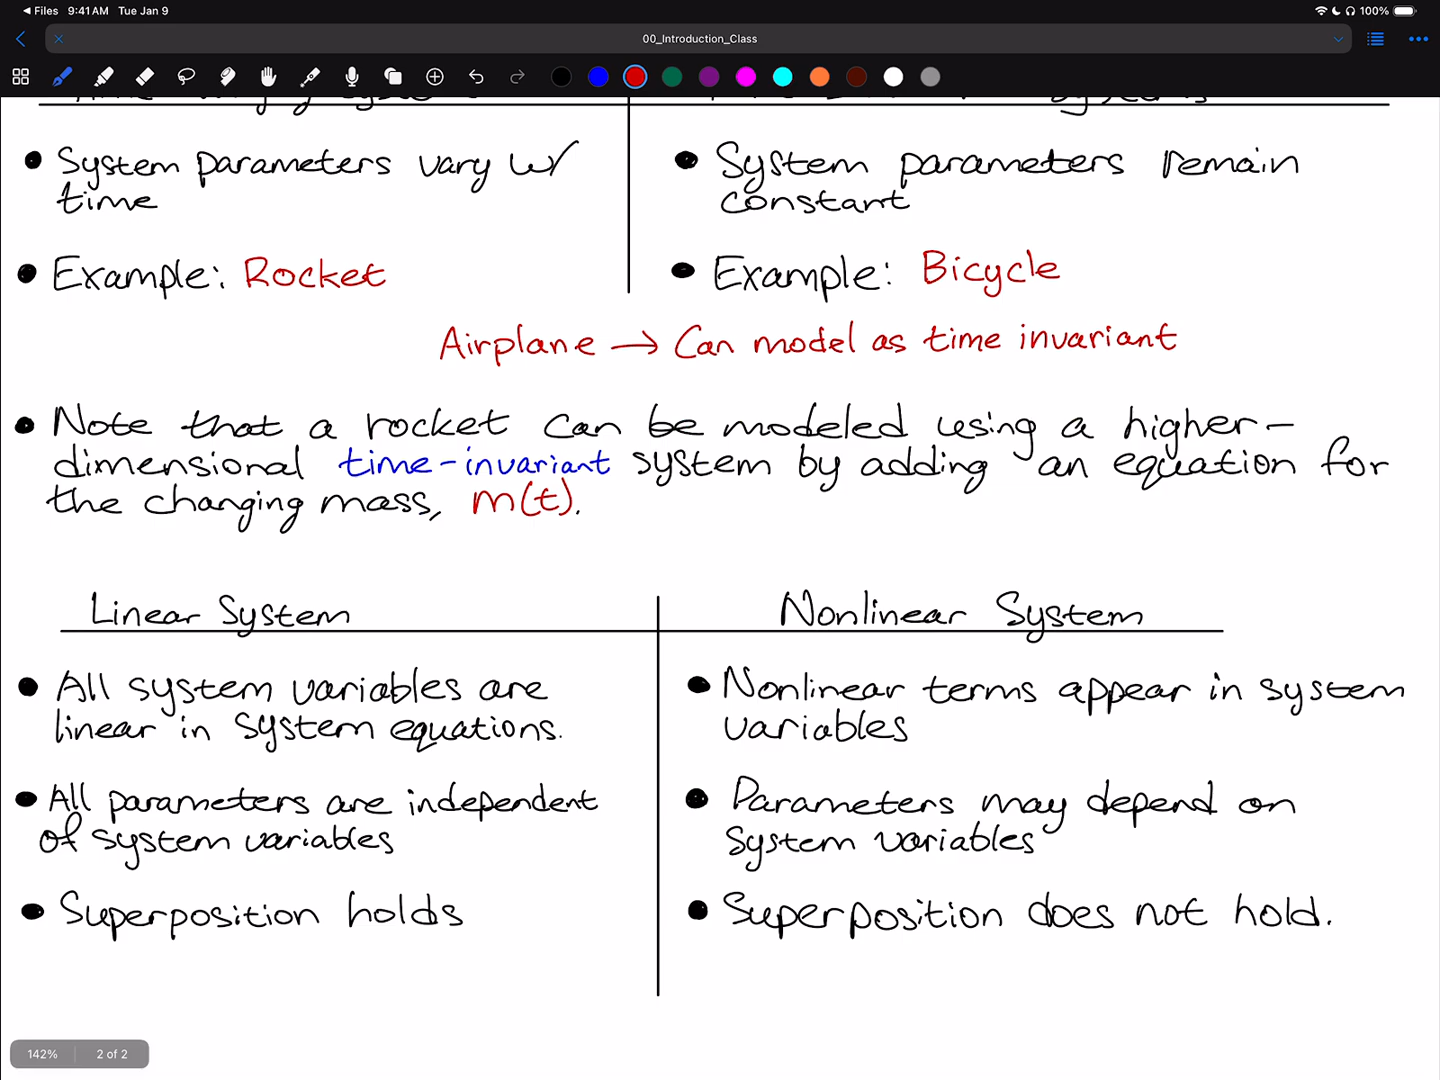 Files 9:41 AM Tue Jan 9 100%
00_Introduction_Class
System parameters vary w/
time
Example: Rocket
System parameters remain
constant
Example: Bicycle
Airplane → Can model as time invariant
Note that a rocket can be modeled using a higher-
dimensional time-invariant system by adding an equation for
the changing mass, m(t).
Linear System
All system variables are
linear in system equations.
All parameters are independent
of system variables
Superposition holds
Nonlinear System
Nonlinear terms appear in system
variables
Parameters may depend on
system variables
Superposition does not hold.
142% 2 of 2